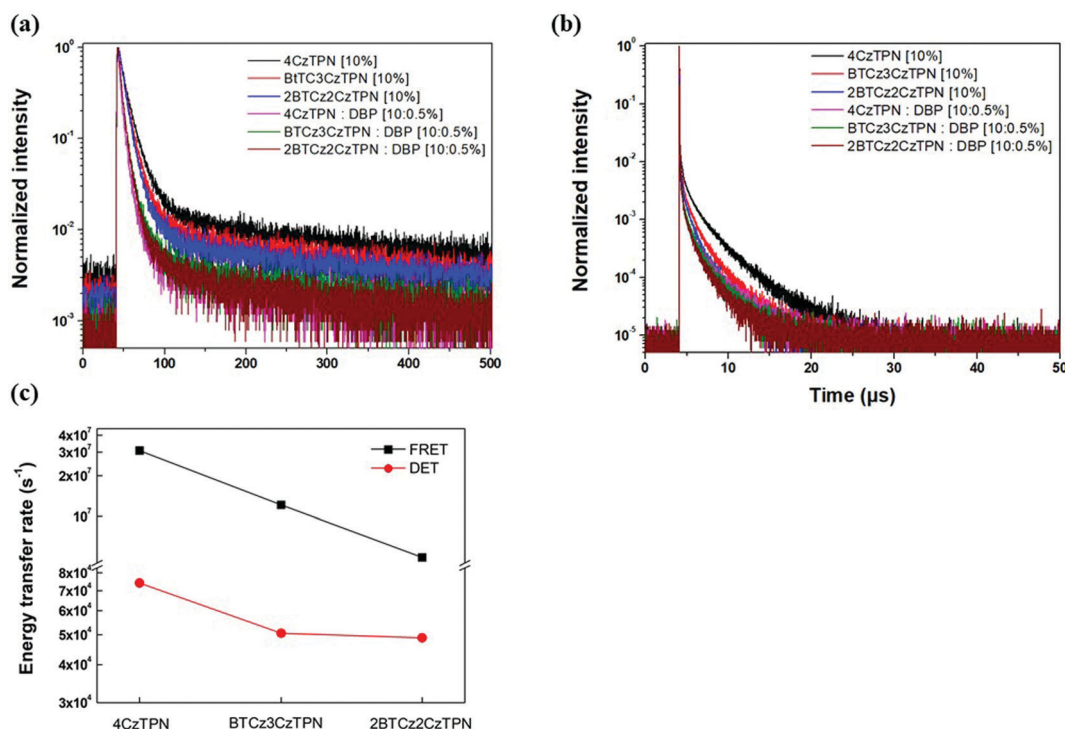 (a)
Normalized intensity
10⁰
10⁻¹
10⁻²
10⁻³
4CzTPN [10%]
BtTC3CzTPN [10%]
2BTCz2CzTPN [10%]
4CzTPN : DBP [10:0.5%]
BTCz3CzTPN : DBP [10:0.5%]
2BTCz2CzTPN : DBP [10:0.5%]
0 100 200 300 400 500
(b)
Normalized intensity
10⁰
10⁻¹
10⁻²
10⁻³
10⁻⁴
10⁻⁵
4CzTPN [10%]
BTCz3CzTPN [10%]
2BTCz2CzTPN [10%]
4CzTPN : DBP [10:0.5%]
BTCz3CzTPN : DBP [10:0.5%]
2BTCz2CzTPN : DBP [10:0.5%]
0 10 20 30 40 50
Time (µs)
(c)
Energy transfer rate (s⁻¹)
4x10⁷
3x10⁷
2x10⁷
10⁷
8x10⁴
7x10⁴
6x10⁴
5x10⁴
4x10⁴
3x10⁴
FRET
DET
4CzTPN BTCz3CzTPN 2BTCz2CzTPN